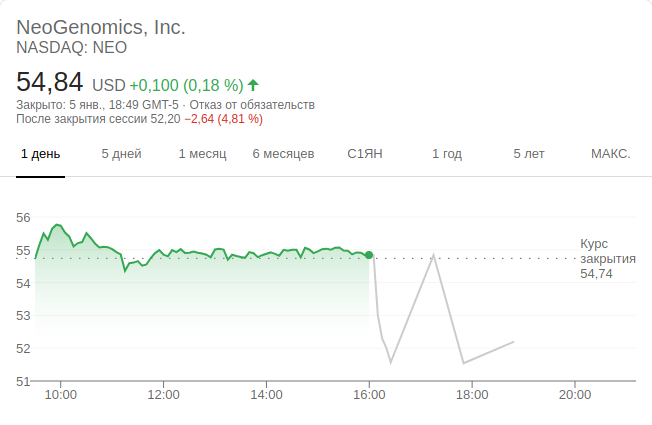 NeoGenomics, Inc.
NASDAQ: NEO
54,84 USD +0,100 (0,18 %)
Закрыто: 5 янв., 18:49 GMT-5 · Отказ от обязательств
После закрытия сессии 52,20 −2,64 (4,81 %)
1 день 5 дней 1 месяц 6 месяцев С1ЯН 1 год 5 лет МАКС.
56
55
54
53
52
51
Курс
закрытия
54,74
10:00 12:00 14:00 16:00 18:00 20:00